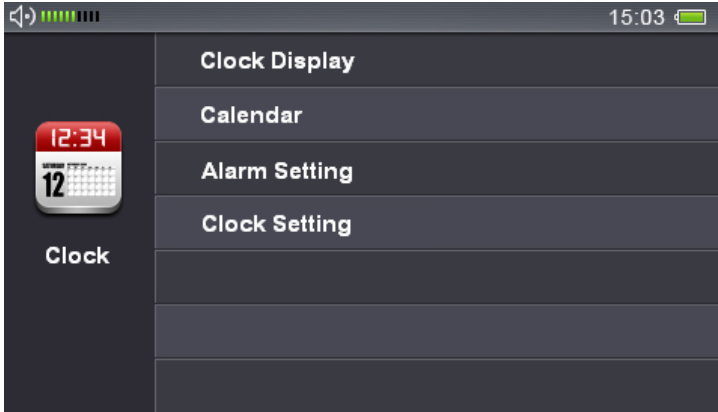 15:03
Clock Display
Calendar
12:34
12
Alarm Setting
Clock Setting
Clock